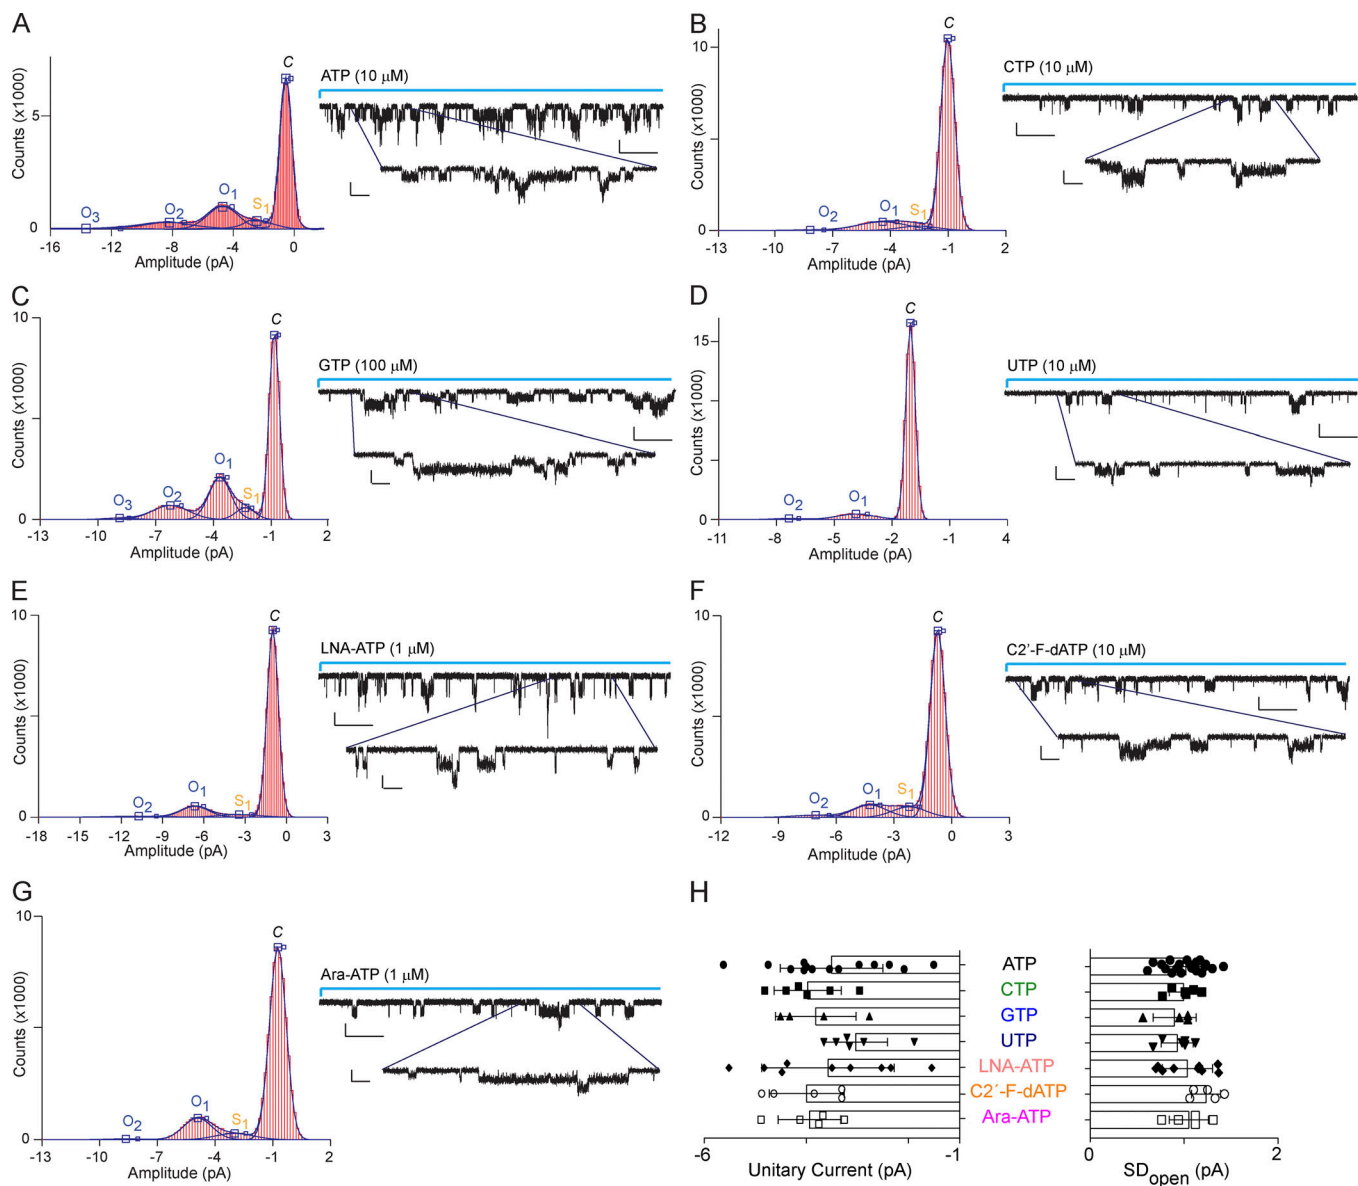 A
Counts (x1000)
5
0
-16
-12
-8
-4
0
Amplitude (pA)
O3
O2
O1
S1
C
ATP (10 μM)
B
Counts (x1000)
10
0
-13
-10
-7
-4
-1
2
Amplitude (pA)
O2
O1
S1
C
CTP (10 μM)
C
Counts (x1000)
10
0
-13
-10
-7
-4
-1
2
Amplitude (pA)
O3
O2
O1
S1
C
GTP (100 μM)
D
Counts (x1000)
15
10
5
0
-11
-8
-5
-2
-1
4
Amplitude (pA)
O2
O1
C
UTP (10 μM)
E
Counts (x1000)
10
0
-18
-15
-12
-9
-6
-3
0
3
Amplitude (pA)
O2
O1
S1
C
LNA-ATP (1 μM)
F
Counts (x1000)
10
0
-12
-9
-6
-3
0
3
Amplitude (pA)
O2
O1
S1
C
C2´-F-dATP (10 μM)
G
Counts (x1000)
10
0
-13
-10
-7
-4
-1
2
Amplitude (pA)
O2
O1
S1
C
Ara-ATP (1 μM)
H
ATP
CTP
GTP
UTP
LNA-ATP
C2´-F-dATP
Ara-ATP
-6
-1
Unitary Current (pA)
0
2
SDopen (pA)